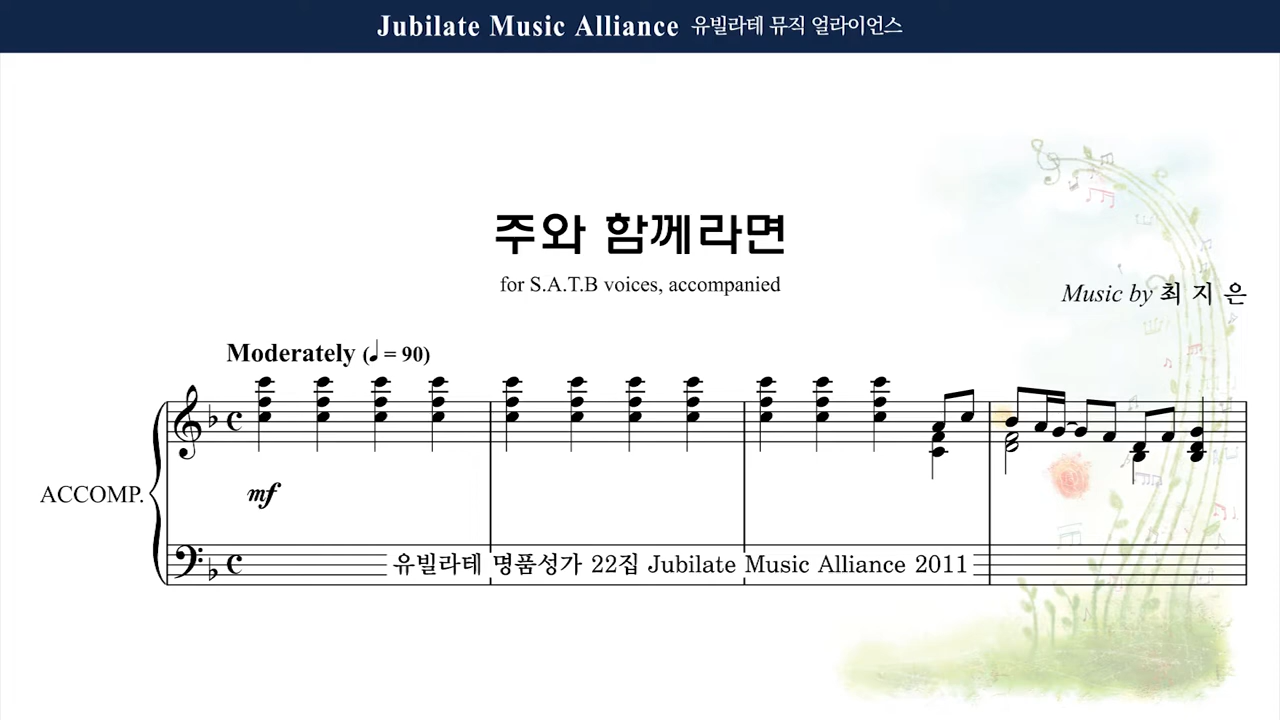 Jubilate Music Alliance 유빌라테 뮤직 얼라이언스
주와 함께라면
for S.A.T.B voices, accompanied
Music by 최 지 은
Moderately (♩= 90)
ACCOMP.
mf
유빌라테 명품성가 22집 Jubilate Music Alliance 2011